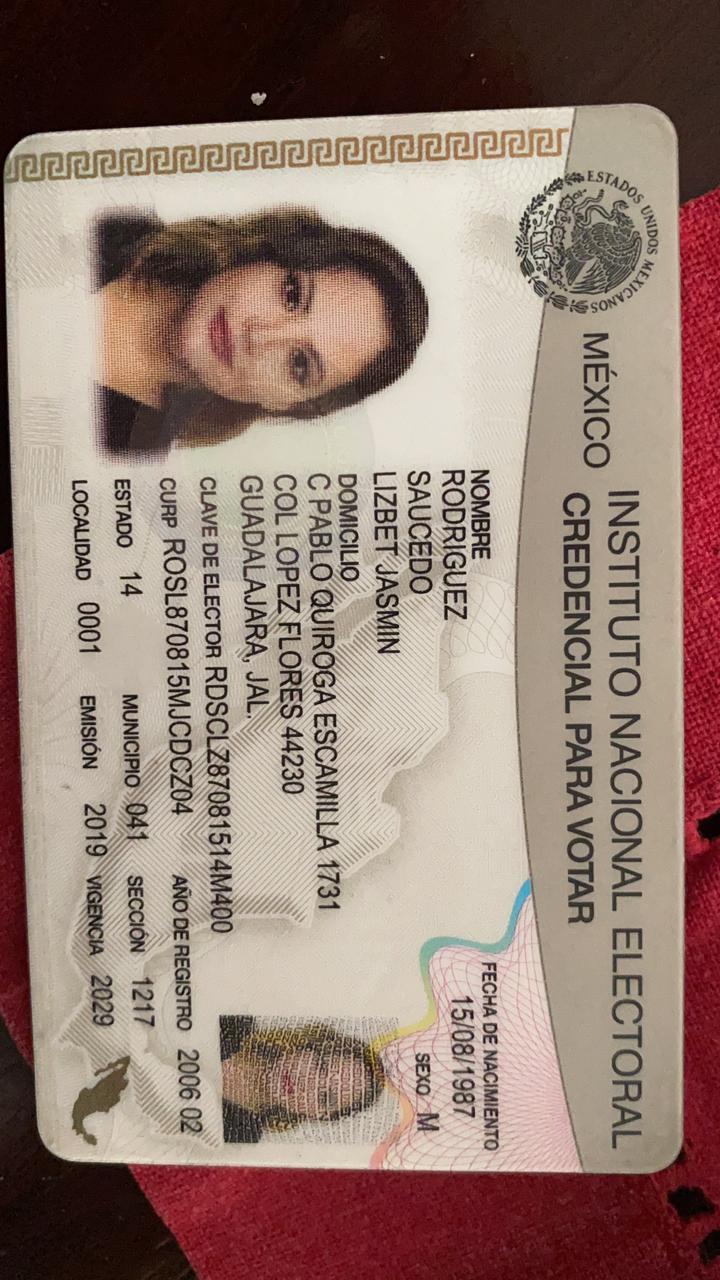 ESTADOS UNIDOS MEXICANOS
MÉXICO INSTITUTO NACIONAL ELECTORAL
CREDENCIAL PARA VOTAR
NOMBRE
RODRIGUEZ
SAUCEDO
LIZBET JASMIN
FECHA DE NACIMIENTO
15/08/1987
SEXO M
DOMICILIO
C PABLO QUIROGA ESCAMILLA 1731
COL LOPEZ FLORES 44230
GUADALAJARA, JAL.
CLAVE DE ELECTOR RDSCLZ87081514M400
CURP ROSL870815MJCDCZ04 AÑO DE REGISTRO 2006 02
ESTADO 14 MUNICIPIO 041 SECCIÓN 1217
LOCALIDAD 0001 EMISIÓN 2019 VIGENCIA 2029